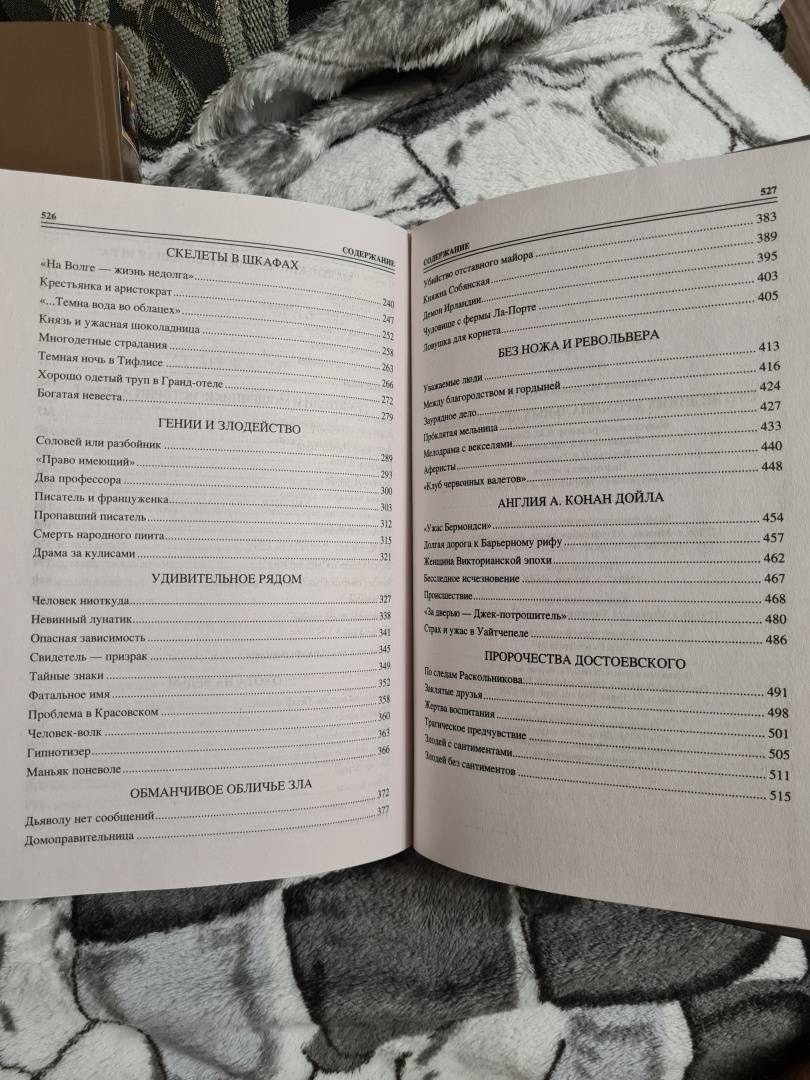 526
СОДЕРЖАНИЕ
СКЕЛЕТЫ В ШКАФАХ
«На Волге — жизнь недолга» 240
Крестьянка и аристократ 247
«...Темна вода во облацех» 252
Князь и ужасная шоколадница 258
Многодетные страдания 263
Темная ночь в Тифлисе 266
Хорошо одетый труп в Гранд-отеле 272
Богатая невеста 279
ГЕНИИ И ЗЛОДЕЙСТВО
Соловей или разбойник 289
«Право имеющий» 293
Два профессора 300
Писатель и француженка 303
Пропавший писатель 312
Смерть народного пиита 315
Драма за кулисами 321
УДИВИТЕЛЬНОЕ РЯДОМ
Человек ниоткуда 327
Невинный лунатик 338
Опасная зависимость 341
Свидетель — призрак 345
Тайные знаки 349
Фатальное имя 352
Проблема в Красовском 358
Человек-волк 360
Гипнотизер 363
Маньяк поневоле 366
ОБМАНЧИВОЕ ОБЛИЧЬЕ ЗЛА
Дьяволу нет сообщений 372
Домоправительница 377
527
СОДЕРЖАНИЕ
Убийство отставного майора 383
Княжна Собянская 389
Демон Ирландии 395
Чудовище с фермы Ла-Порте 403
Ловушка для корнета 405
БЕЗ НОЖА И РЕВОЛЬВЕРА
Уважаемые люди 413
Между благородством и гордыней 416
Заурядное дело 424
Проклятая мельница 427
Мелодрама с векселями 433
Аферисты 440
«Клуб червонных валетов» 448
АНГЛИЯ А. КОНАН ДОЙЛА
«Ужас Бермондси» 454
Долгая дорога к Барьерному рифу 457
Женщина Викторианской эпохи 462
Бесследное исчезновение 467
Происшествие 468
«За дверью — Джек-потрошитель» 480
Страх и ужас в Уайтчепеле 486
ПРОРОЧЕСТВА ДОСТОЕВСКОГО
По следам Раскольникова 491
Заклятые друзья 498
Жертва воспитания 501
Трагическое предчувствие 505
Злодей с сантиментами 511
Злодей без сантиментов 515